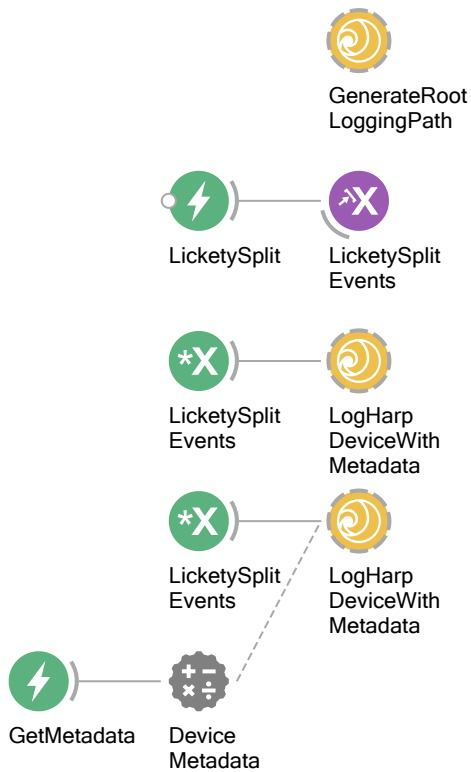 GenerateRoot
LoggingPath
LicketySplit
LicketySplit
Events
*X
X
LicketySplit
Events
LogHarp
DeviceWith
Metadata
*X
LicketySplit
Events
LogHarp
DeviceWith
Metadata
GetMetadata
Device
Metadata